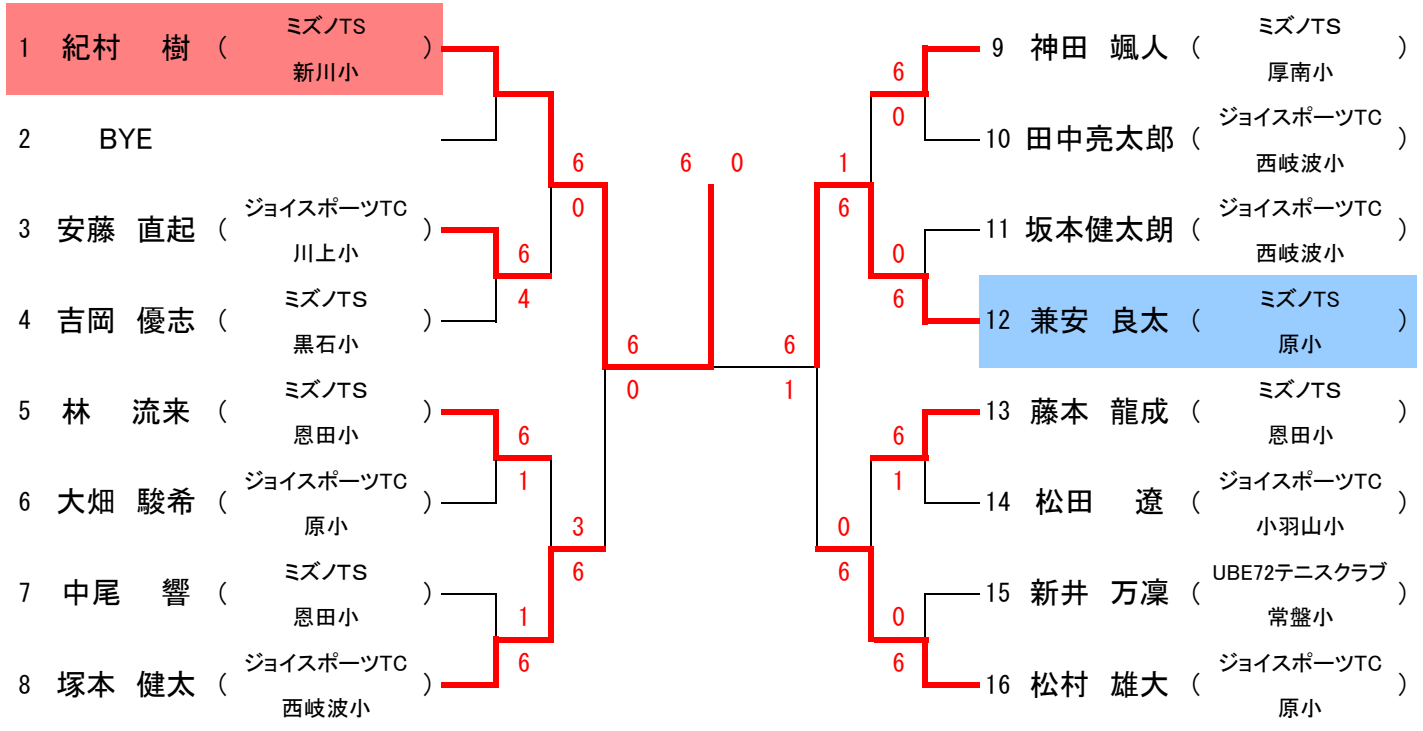 ミズノTS
1 紀村 樹 ( )
新川小
2 BYE
ジョイスポーツTC
3 安藤 直起 ( )
川上小
ミズノTS
4 吉岡 優志 ( )
黒石小
ミズノTS
5 林 流来 ( )
恩田小
ジョイスポーツTC
6 大畑 駿希 ( )
原小
ミズノTS
7 中尾 響 ( )
恩田小
ジョイスポーツTC
8 塚本 健太 ( )
西岐波小
6
4
6
1
1
6
6
0
3
6
6
0
6 0
6
1
1
6
0
6
6
0
0
6
6
1
0
6
ミズノTS
9 神田 颯人 ( )
厚南小
ジョイスポーツTC
10 田中亮太郎 ( )
西岐波小
ジョイスポーツTC
11 坂本健太朗 ( )
西岐波小
ミズノTS
12 兼安 良太 ( )
原小
ミズノTS
13 藤本 龍成 ( )
恩田小
ジョイスポーツTC
14 松田 遼 ( )
小羽山小
UBE72テニスクラブ
15 新井 万凜 ( )
常盤小
ジョイスポーツTC
16 松村 雄大 ( )
原小